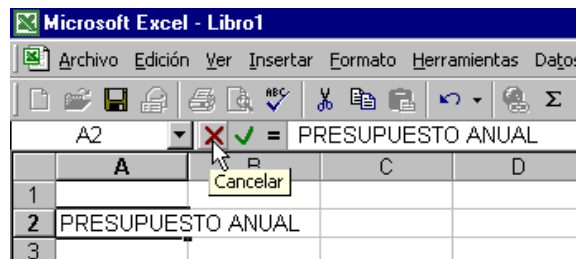 Microsoft Excel - Libro1
Archivo Edición Ver Insertar Formato Herramientas Datos
ABC Σ
A2 = PRESUPUESTO ANUAL
A B C D
Cancelar
1
2 PRESUPUESTO ANUAL
3